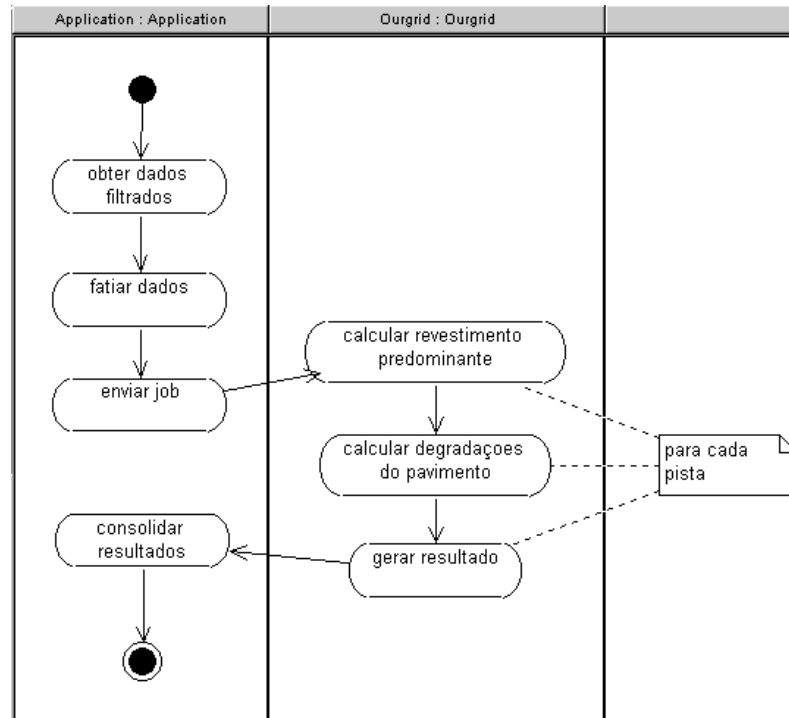 Application : Application
Ourgrid : Ourgrid
obter dados
filtrados
fatiar dados
enviar job
calcular revestimento
predominante
calcular degradaçoes
do pavimento
para cada
pista
consolidar
resultados
gerar resultado